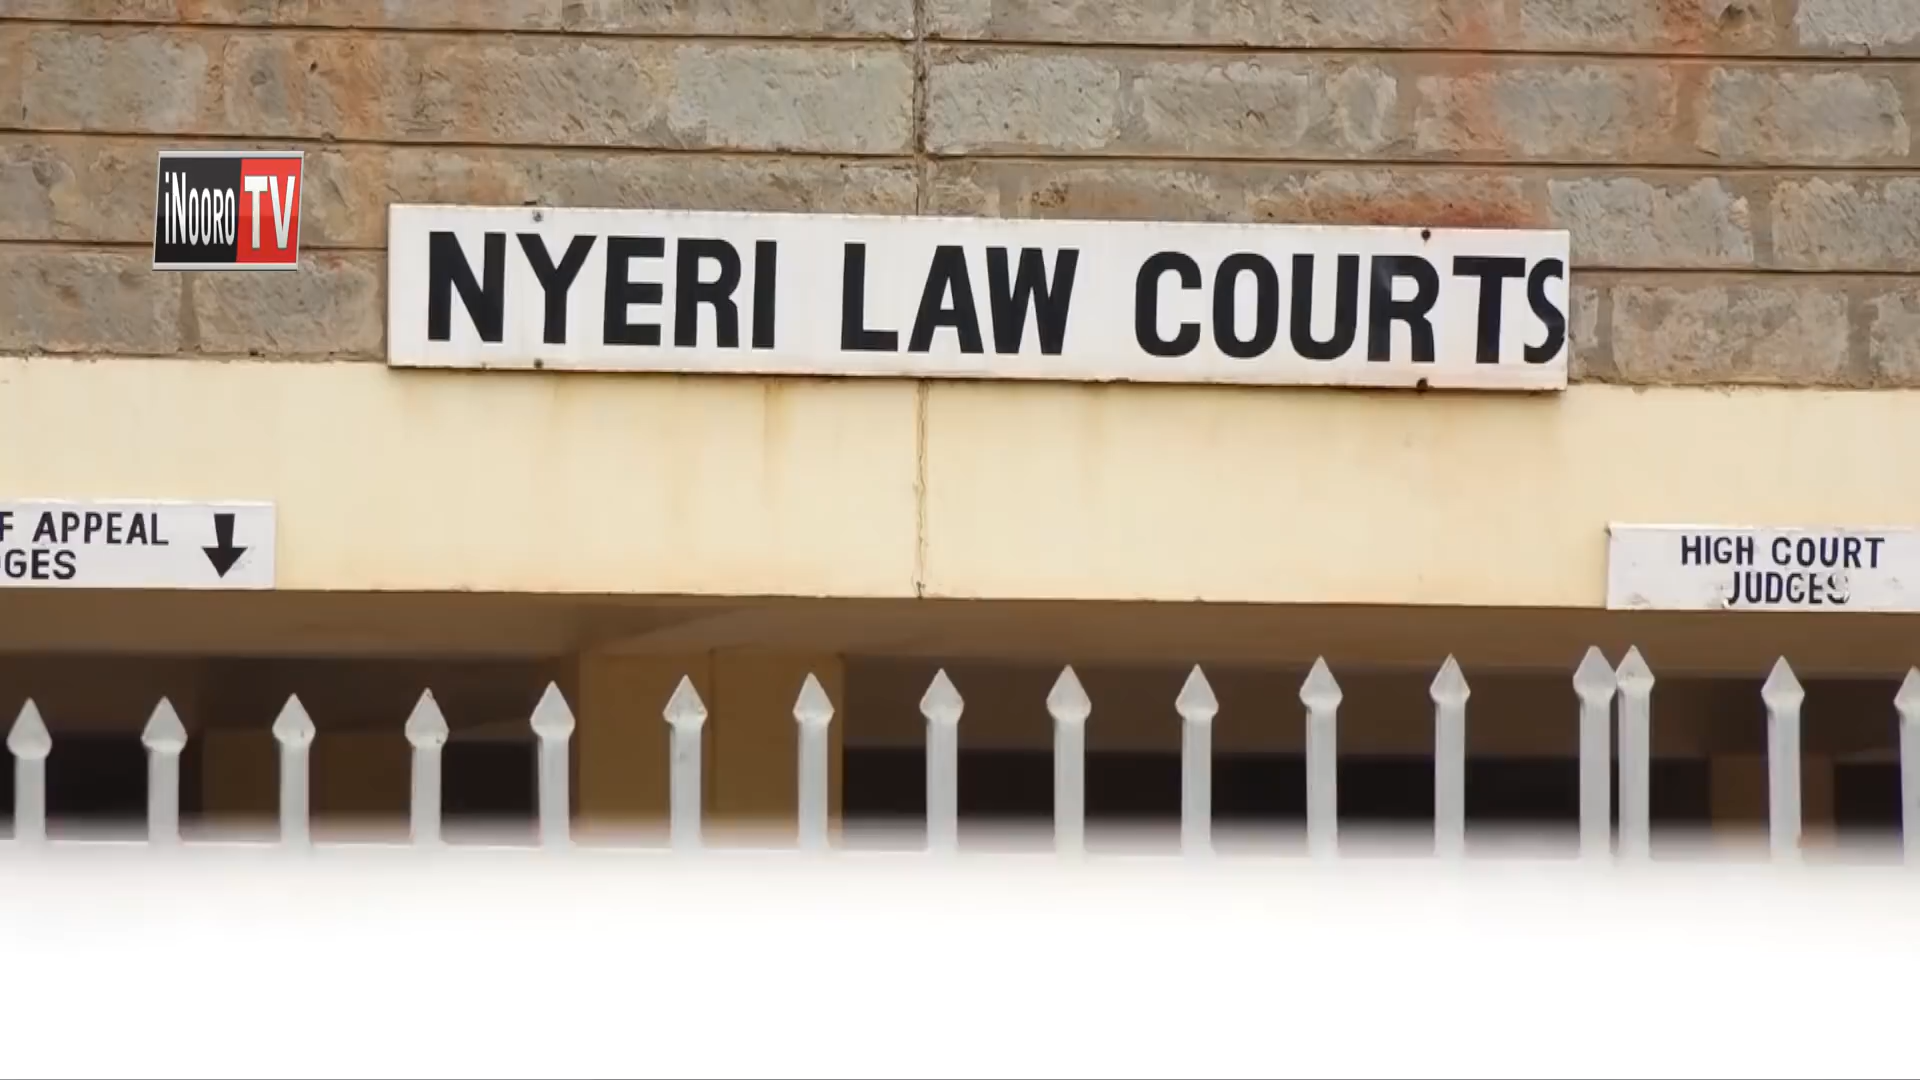 iNOORO TV
NYERI LAW COURTS
F APPEAL
GES
HIGH COURT
JUDGES